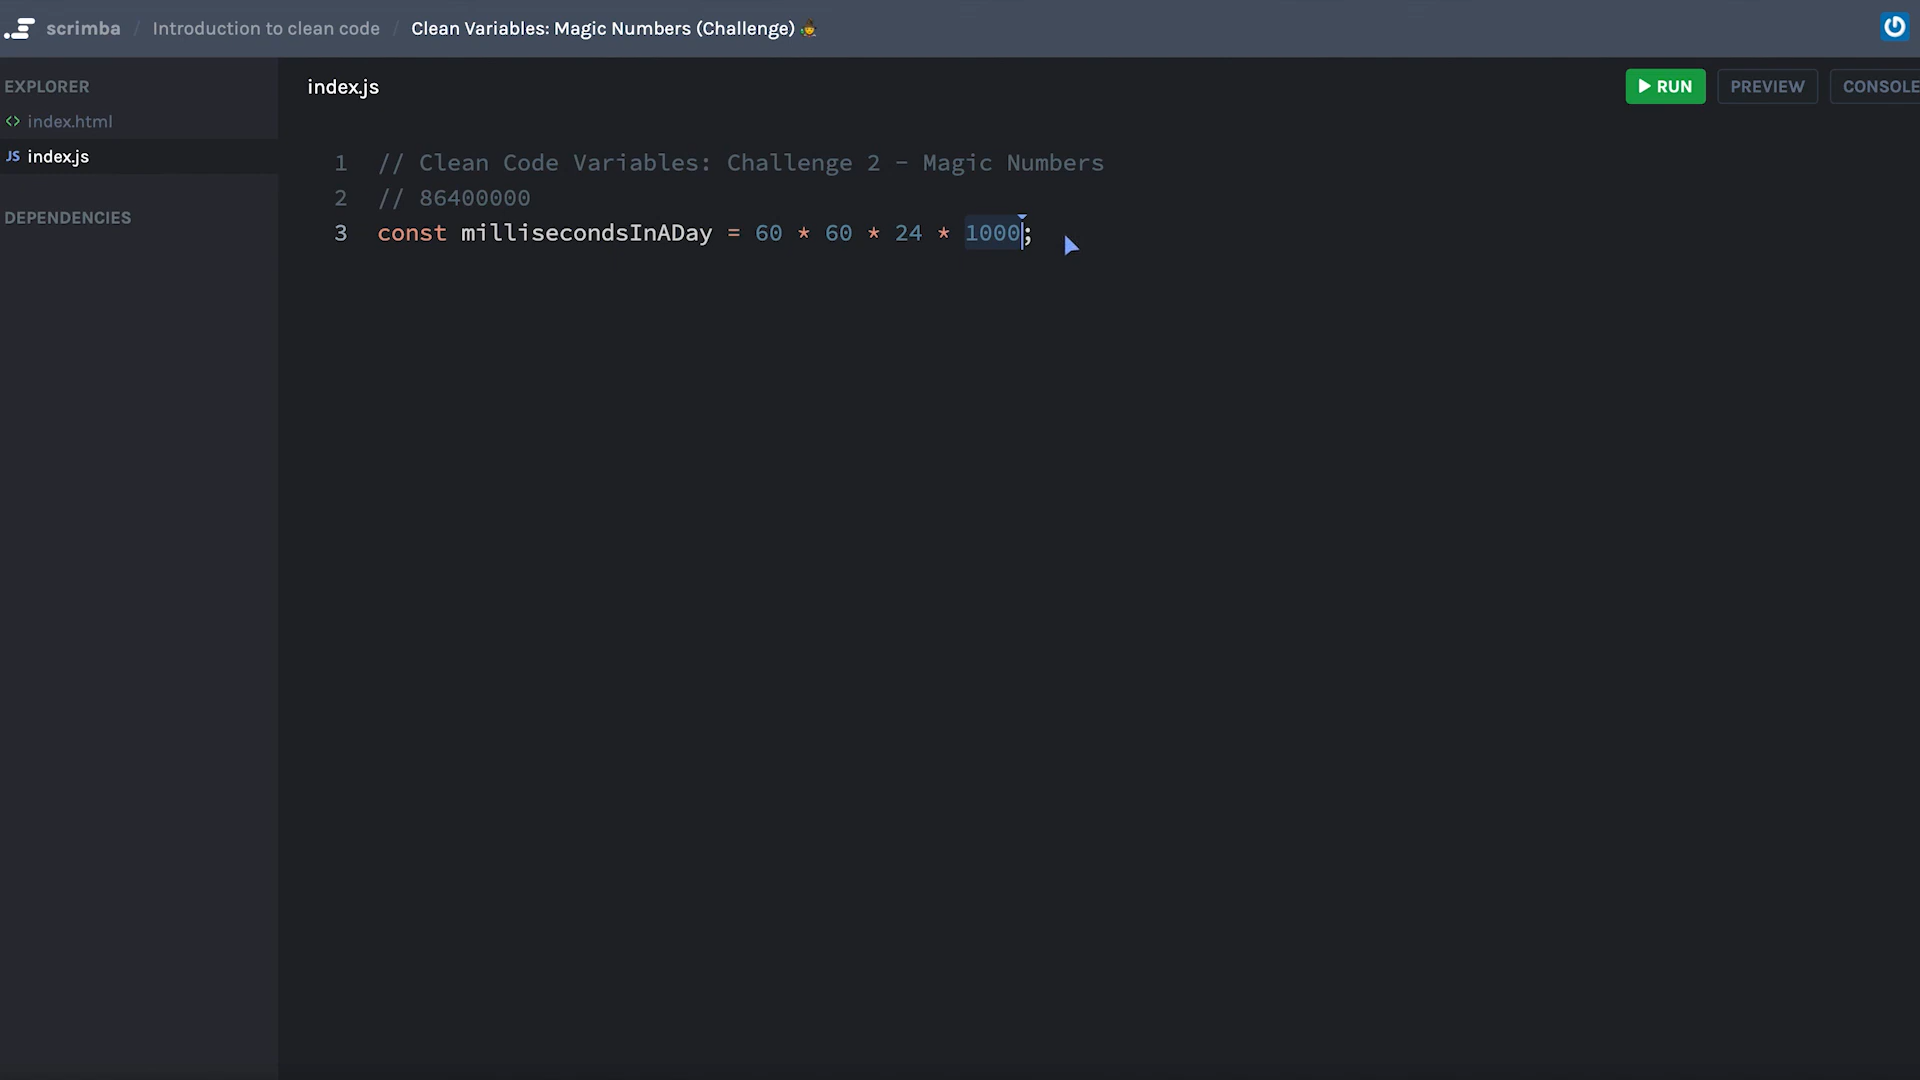 scrimba / Introduction to clean code / Clean Variables: Magic Numbers (Challenge)
EXPLORER
index.html
JS index.js
DEPENDENCIES
index.js
RUN PREVIEW CONSOLE
1 // Clean Code Variables: Challenge 2 - Magic Numbers
2 // 86400000
3 const millisecondsInADay = 60 * 60 * 24 * 1000;